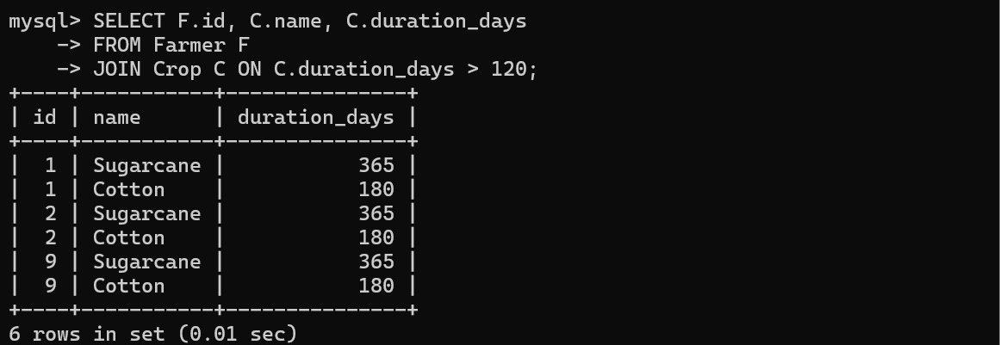 mysql> SELECT F.id, C.name, C.duration_days
    -> FROM Farmer F
    -> JOIN Crop C ON C.duration_days > 120;
+----+-----------+---------------+
| id | name      | duration_days |
+----+-----------+---------------+
|  1 | Sugarcane |           365 |
|  1 | Cotton    |           180 |
|  2 | Sugarcane |           365 |
|  2 | Cotton    |           180 |
|  9 | Sugarcane |           365 |
|  9 | Cotton    |           180 |
+----+-----------+---------------+
6 rows in set (0.01 sec)